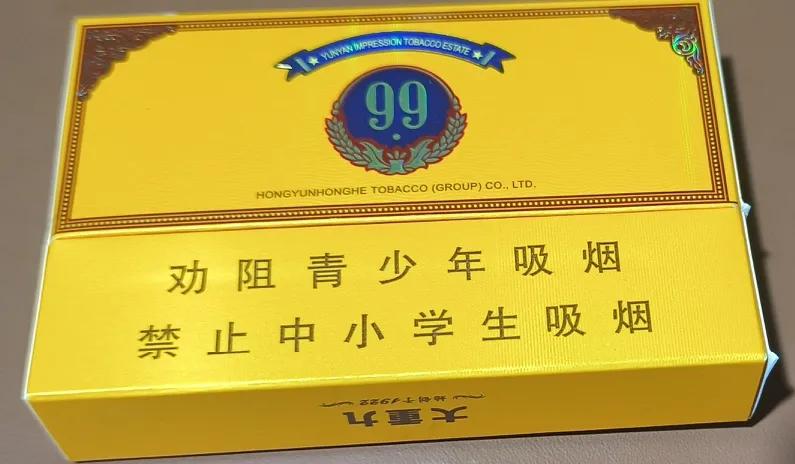 YUNYAN IMPRESSION TOBACCO ESTATE
99
HONGYUNHONGHE TOBACCO (GROUP) CO., LTD.
劝阻青少年吸烟
禁止中小学生吸烟
始创于1922
大重九